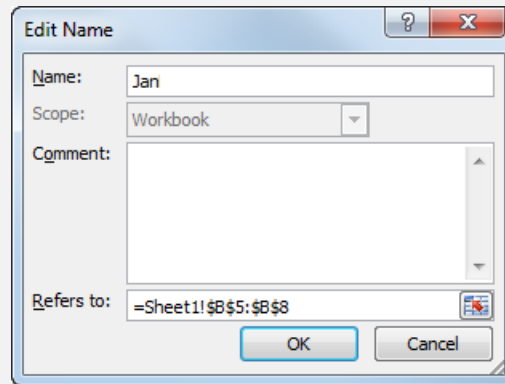 Edit Name
?
Name: Jan
Scope: Workbook
Comment:
Refers to: =Sheet1!$B$5:$B$8
OK Cancel